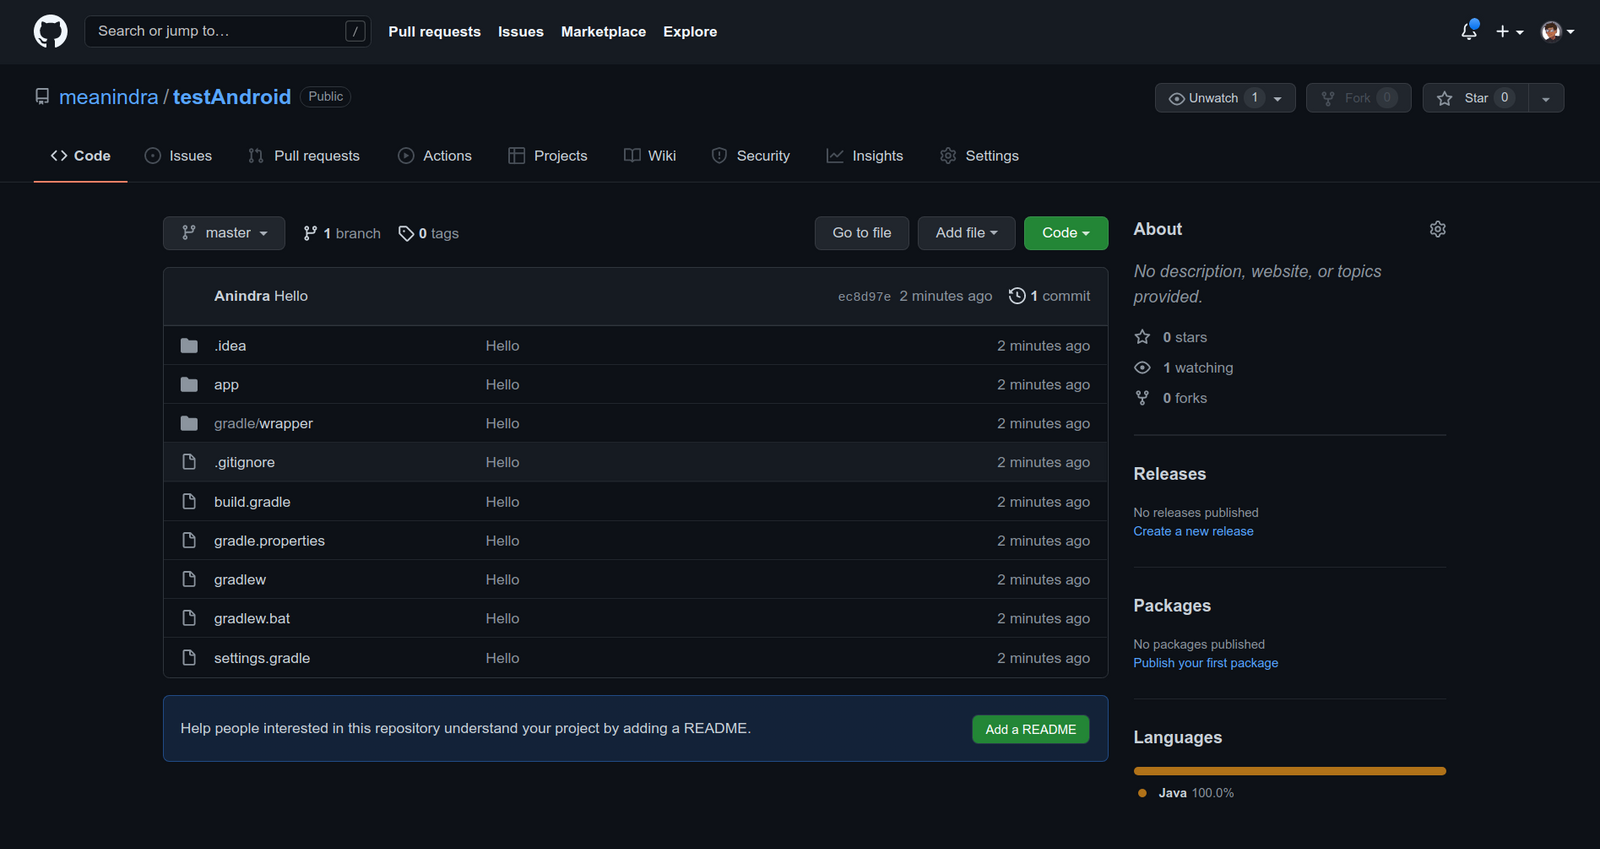 Search or jump to… /
Pull requests Issues Marketplace Explore
meanindra / testAndroid Public
Unwatch 1 Fork 0 Star 0
Code Issues Pull requests Actions Projects Wiki Security Insights Settings
master 1 branch 0 tags Go to file Add file Code
Anindra Hello ec8d97e 2 minutes ago 1 commit
.idea Hello 2 minutes ago
app Hello 2 minutes ago
gradle/wrapper Hello 2 minutes ago
.gitignore Hello 2 minutes ago
build.gradle Hello 2 minutes ago
gradle.properties Hello 2 minutes ago
gradlew Hello 2 minutes ago
gradlew.bat Hello 2 minutes ago
settings.gradle Hello 2 minutes ago
Help people interested in this repository understand your project by adding a README. Add a README
About
No description, website, or topics
provided.
0 stars
1 watching
0 forks
Releases
No releases published
Create a new release
Packages
No packages published
Publish your first package
Languages
Java 100.0%